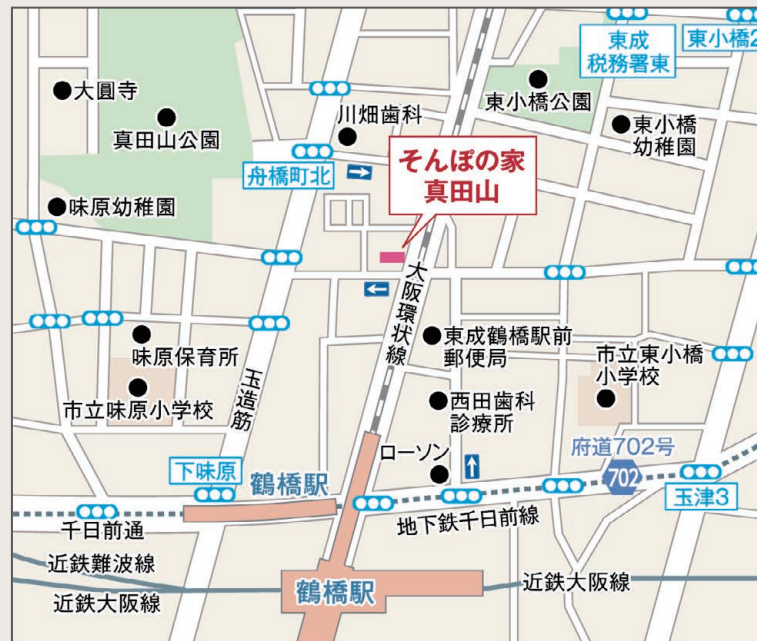 大圓寺
真田山公園
川畑歯科
舟橋町北
味原幼稚園
そんぽの家
真田山
東小橋公園
東成
税務署東
東小橋2
東小橋
幼稚園
大阪環状線
味原保育所
市立味原小学校
玉造筋
東成鶴橋駅前
郵便局
西田歯科
診療所
市立東小橋
小学校
ローソン
府道702号
702
玉津3
下味原
鶴橋駅
千日前通
地下鉄千日前線
近鉄難波線
近鉄大阪線
鶴橋駅
近鉄大阪線